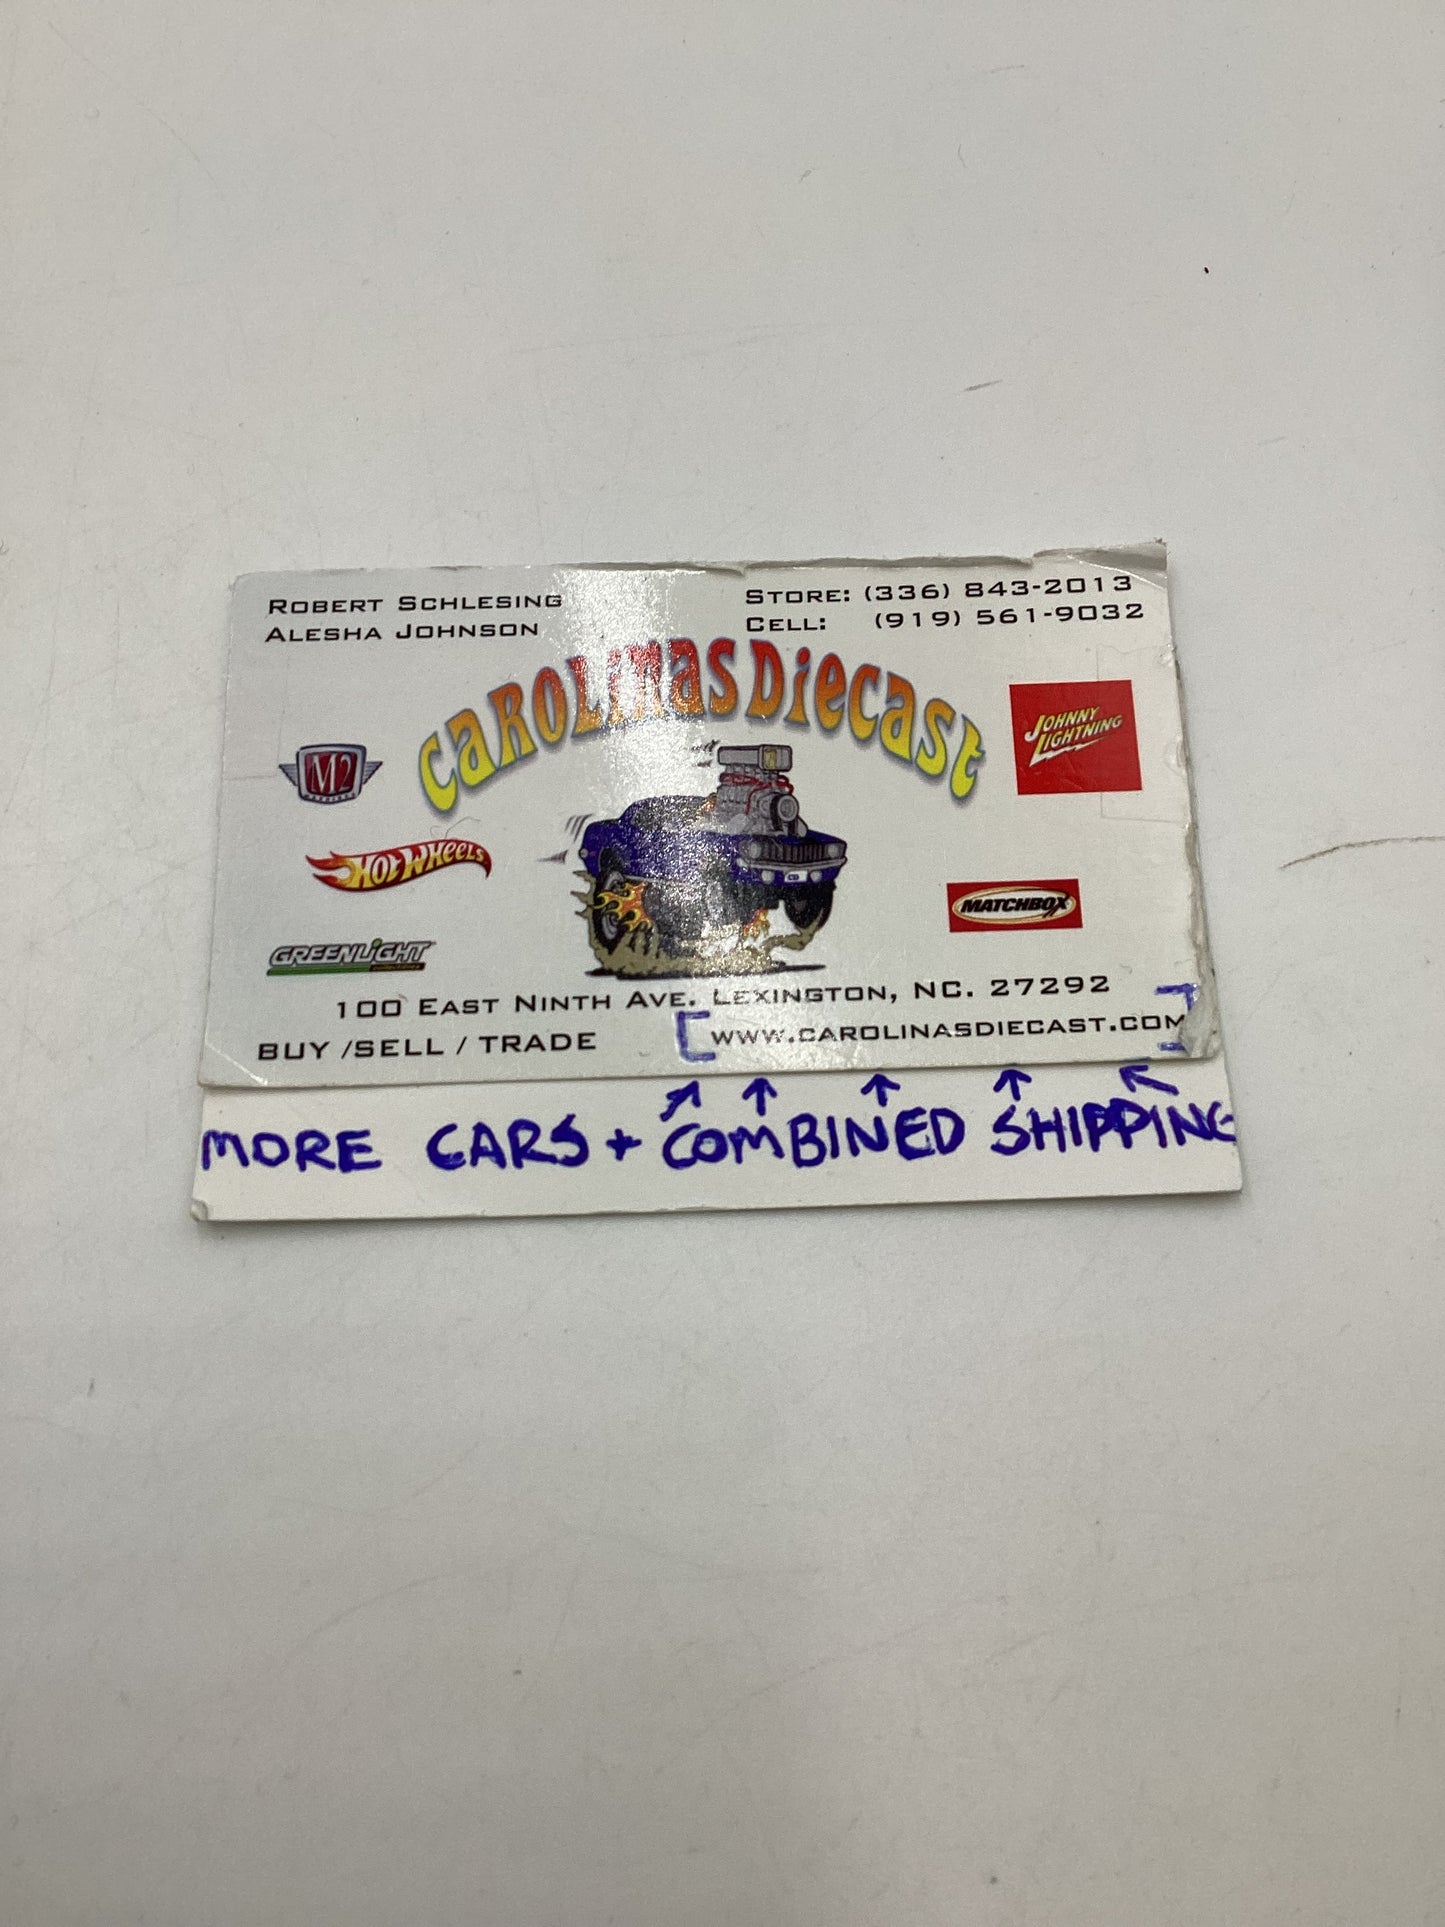 ROBERT SCHLESING
ALESHA JOHNSON
STORE: (336) 843-2013
CELL: (919) 561-9032
CAROLINAS DIECAST
M2
JOHNNY
LIGHTNING
HOT WHEELS
MATCHBOX
GREENLIGHT
100 EAST NINTH AVE. LEXINGTON, NC. 27292
BUY /SELL / TRADE
[WWW.CAROLINASDIECAST.COM]
MORE CARS + COMBINED SHIPPING